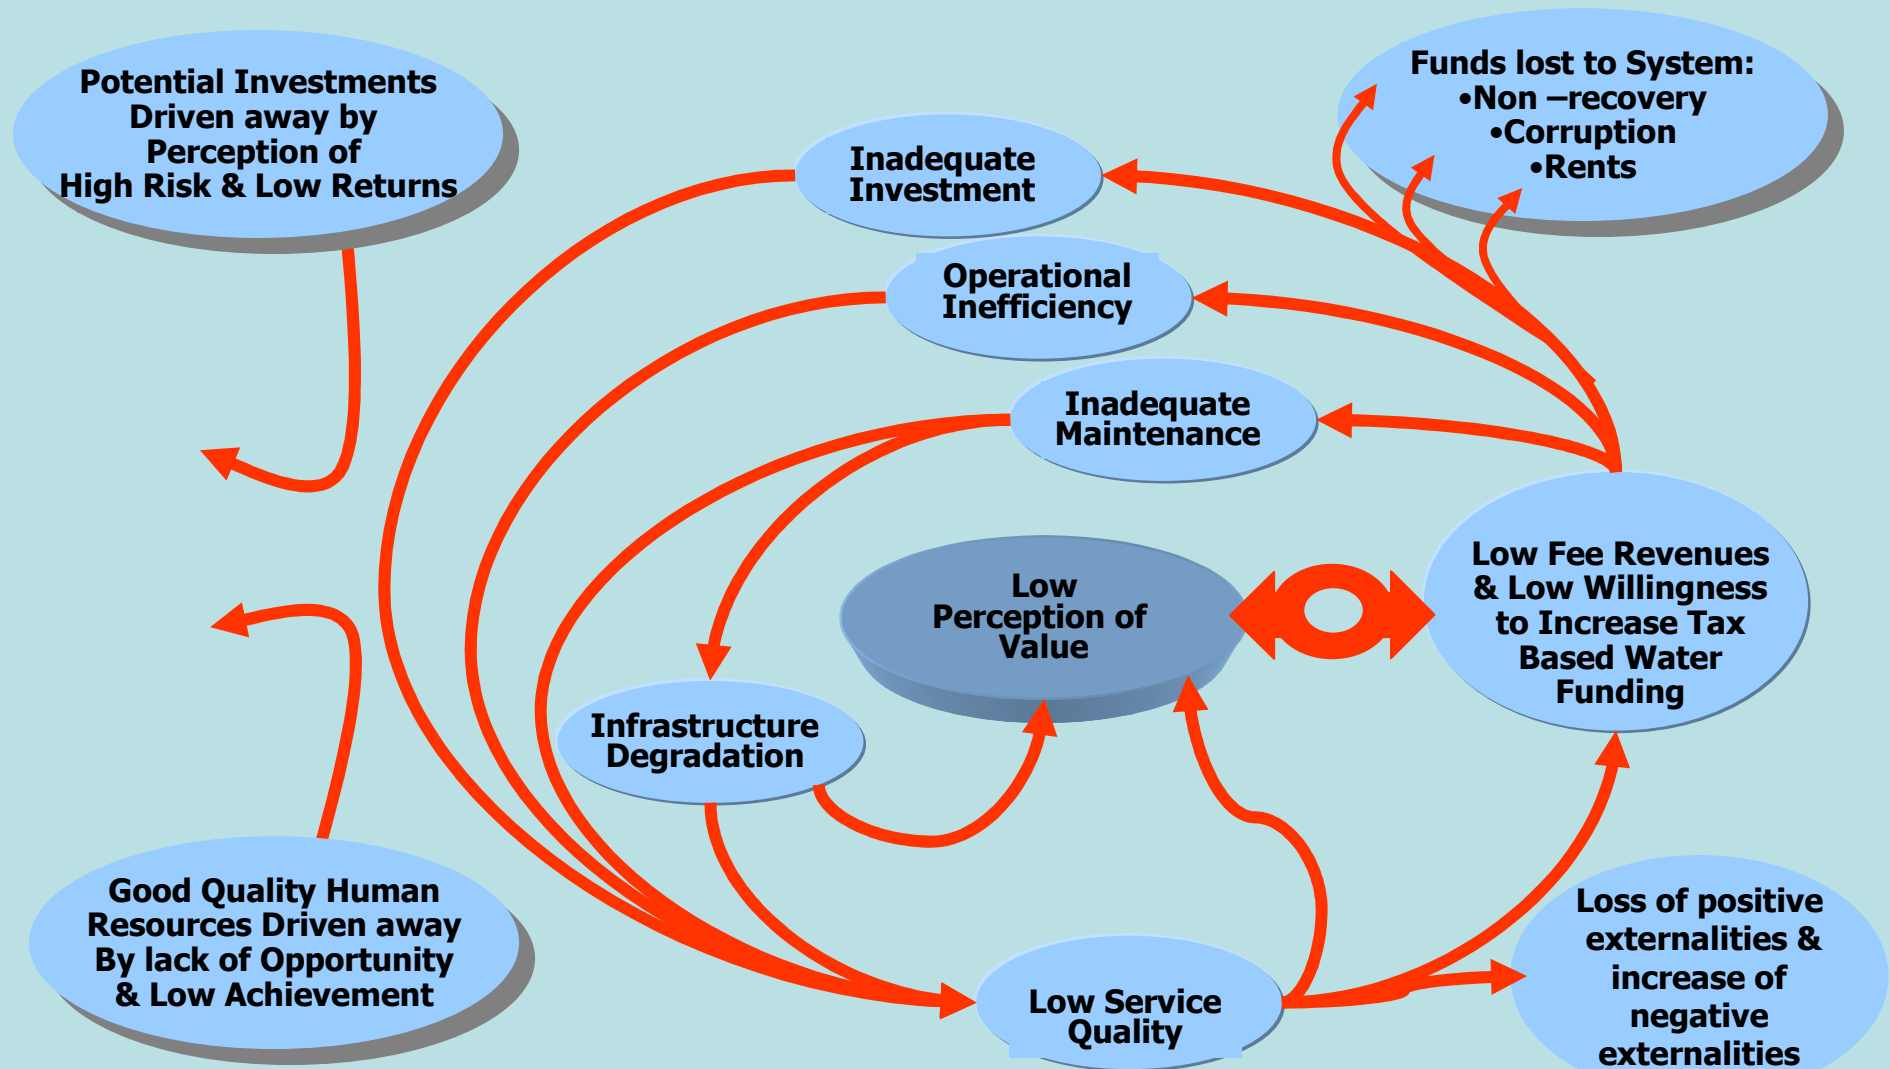 Potential Investments
Driven away by
Perception of
High Risk & Low Returns
Funds lost to System:
•Non –recovery
•Corruption
•Rents
Inadequate
Investment
Operational
Inefficiency
Inadequate
Maintenance
Low Fee Revenues
& Low Willingness
to Increase Tax
Based Water
Funding
Low
Perception of
Value
Infrastructure
Degradation
Good Quality Human
Resources Driven away
By lack of Opportunity
& Low Achievement
Low Service
Quality
Loss of positive
externalities &
increase of
negative
externalities